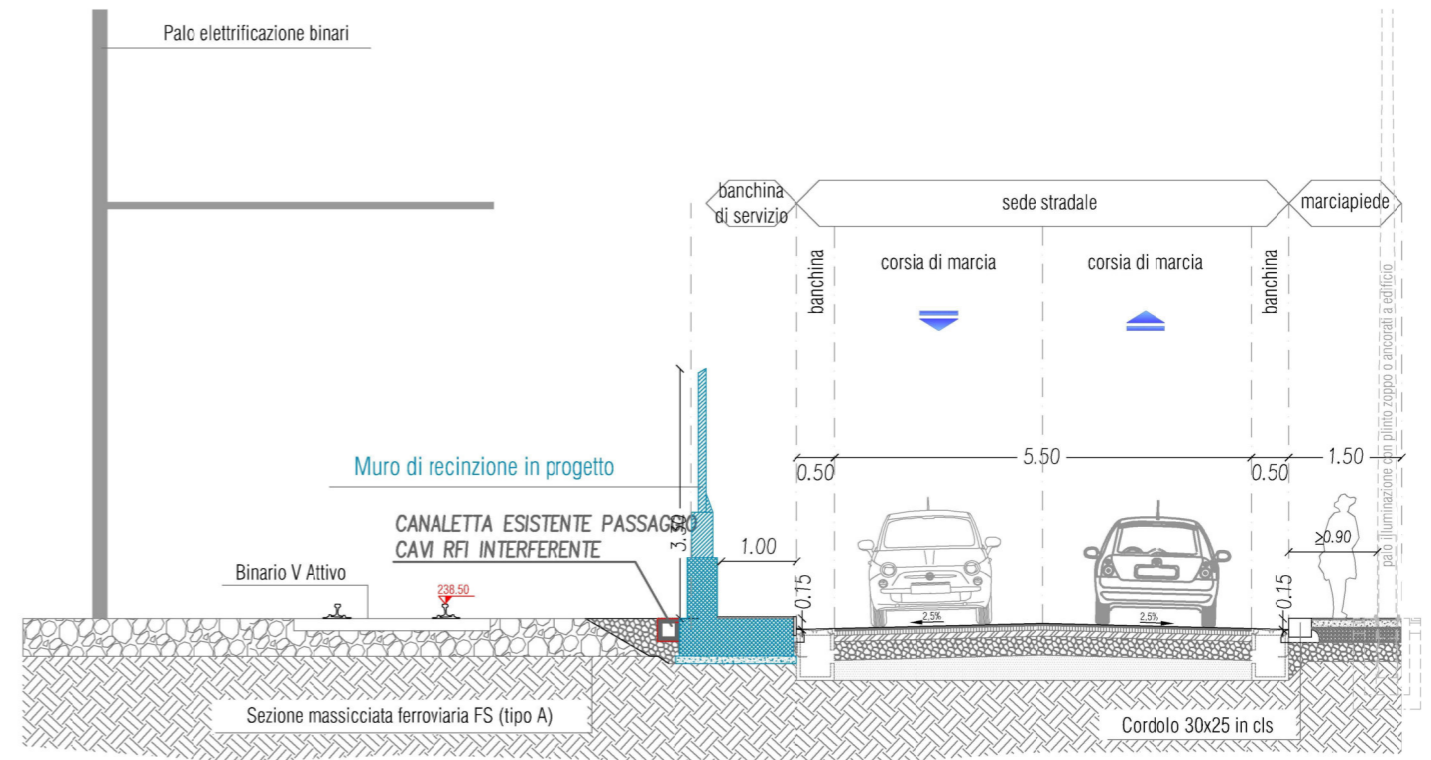 Palo elettrificazione binari
banchina
di servizio
sede stradale
marciapiede
banchina
corsia di marcia
corsia di marcia
banchina
palo illuminazione con plinto zoppo o ancorati a edificio
Muro di recinzione in progetto
0.50
5.50
0.50
1.50
CANALETTA ESISTENTE PASSAGGIO
CAVI RFI INTERFERENTE
3.30
1.00
≥0.90
Binario V Attivo
238.50
0.15
0.15
2,5%
2,5%
Sezione massicciata ferroviaria FS (tipo A)
Cordolo 30x25 in cls